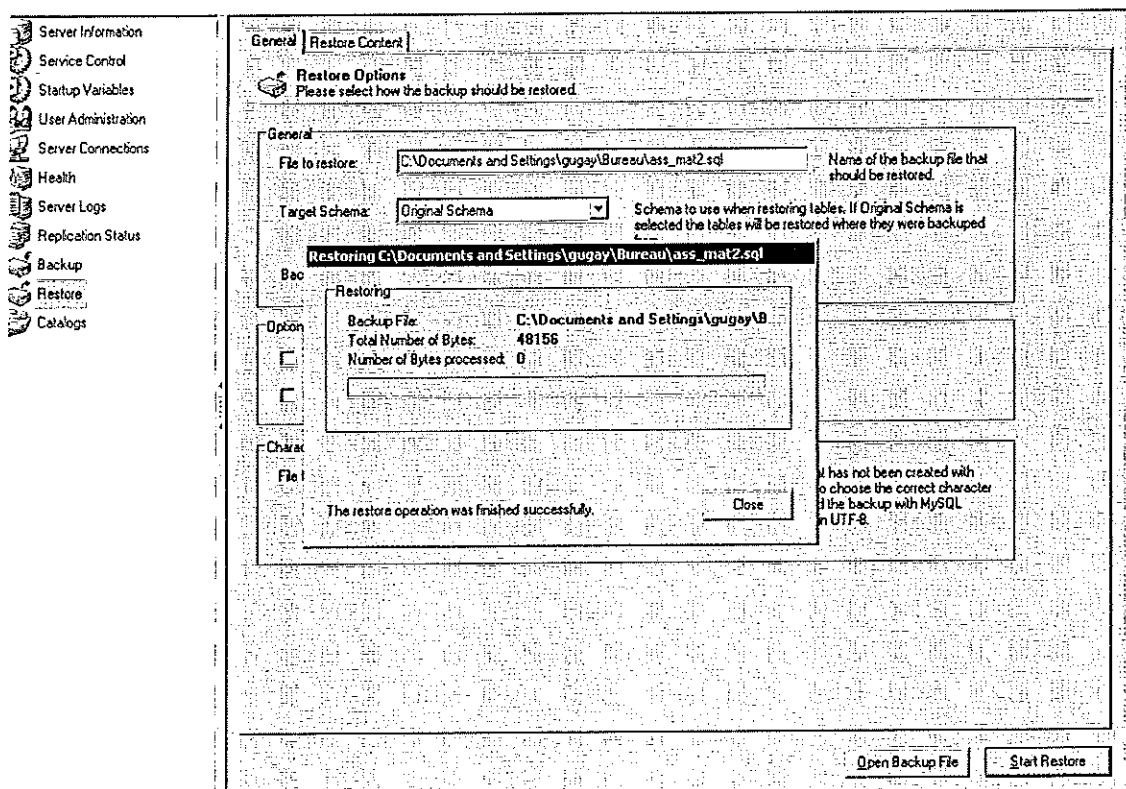 Server Information
Service Control
Startup Variables
User Administration
Server Connections
Health
Server Logs
Replication Status
Backup
Restore
Catalogs
General
Restore Content
Restore Options
Please select how the backup should be restored.
General
File to restore:
C:\Documents and Settings\gugay\Bureau\ass_mat2.sql
Name of the backup file that
should be restored.
Target Schema:
Original Schema
Schema to use when restoring tables. If Original Schema is
selected the tables will be restored where they were backuped
Restoring C:\Documents and Settings\gugay\Bureau\ass_mat2.sql
Bac
Restoring
Backup File: C:\Documents and Settings\gugay\B...
Total Number of Bytes: 48156
Number of Bytes processed: 0
Option
Charac
File t
has not been created with
o choose the correct character
d the backup with MySQL
n UTF-8.
The restore operation was finished successfully.
Close
Open Backup File
Start Restore